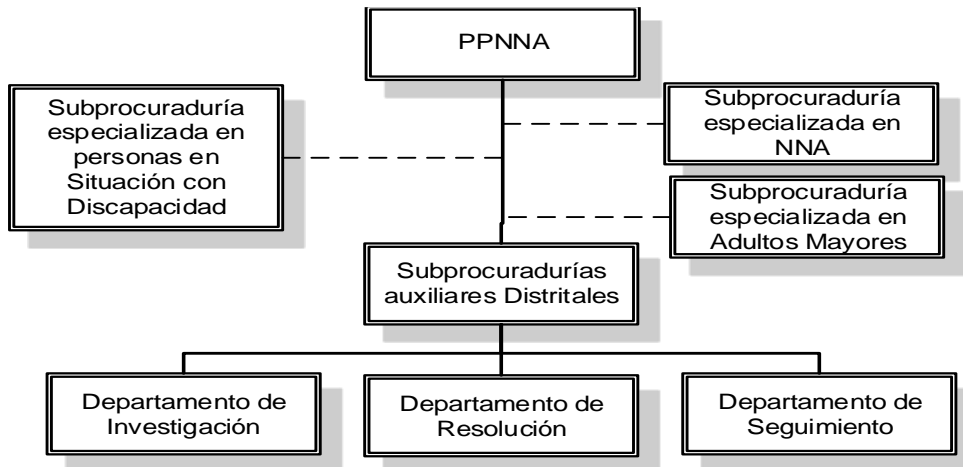 PPNNA
Subprocuraduría
especializada en
personas en
Situación con
Discapacidad
Subprocuraduría
especializada en
NNA
Subprocuraduría
especializada en
Adultos Mayores
Subprocuradurías
auxiliares Distritales
Departamento de
Investigación
Departamento de
Resolución
Departamento de
Seguimiento